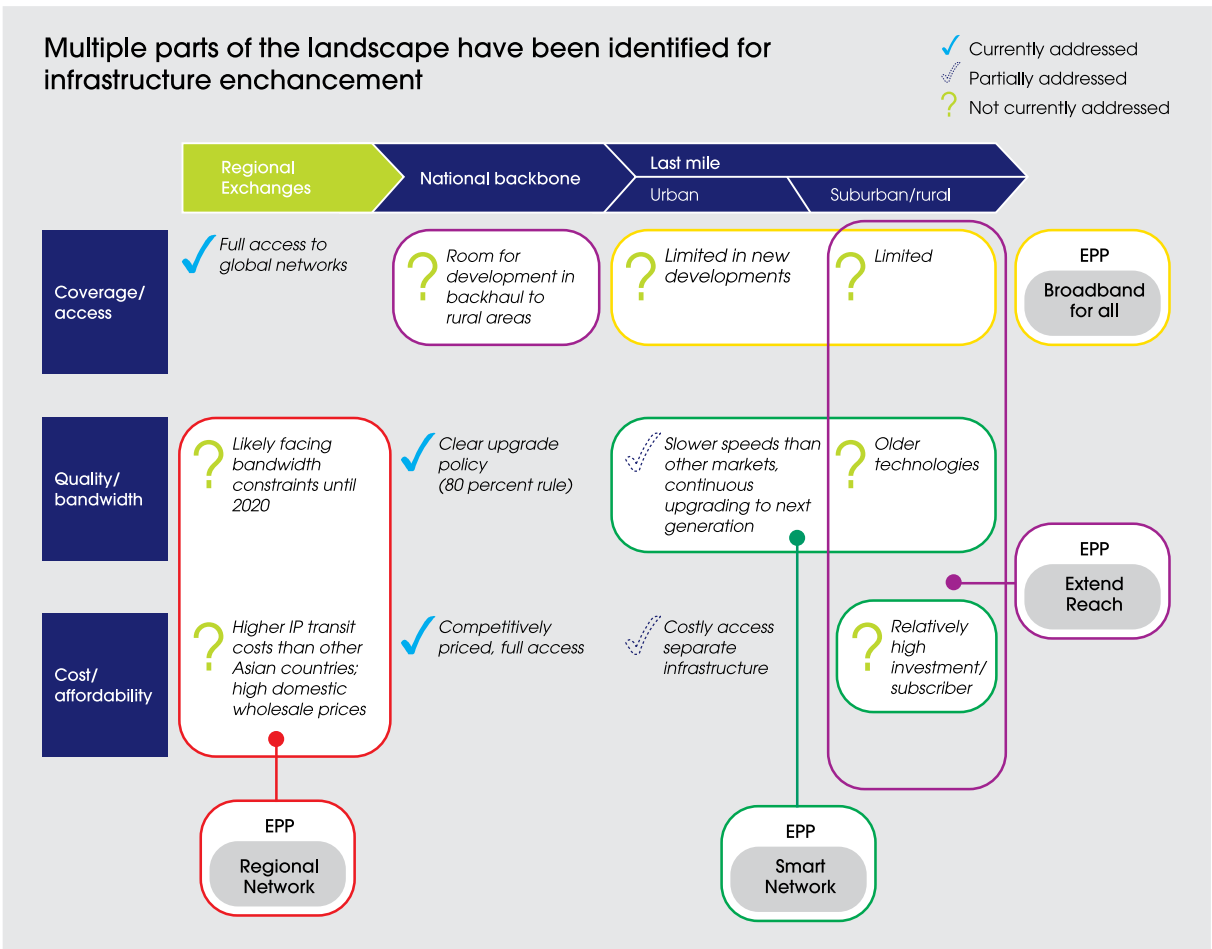 Multiple parts of the landscape have been identified for
infrastructure enchancement
Currently addressed
Partially addressed
Not currently addressed
Regional
Exchanges
National backbone
Last mile
Urban
Suburban/rural
Coverage/
access
Full access to
global networks
Room for
development in
backhaul to
rural areas
Limited in new
developments
Limited
EPP
Broadband
for all
Quality/
bandwidth
Likely facing
bandwidth
constraints until
2020
Clear upgrade
policy
(80 percent rule)
Slower speeds than
other markets,
continuous
upgrading to next
generation
Older
technologies
EPP
Extend
Reach
Cost/
affordability
Higher IP transit
costs than other
Asian countries;
high domestic
wholesale prices
Competitively
priced, full access
Costly access
separate
infrastructure
Relatively
high
investment/
subscriber
EPP
Regional
Network
EPP
Smart
Network